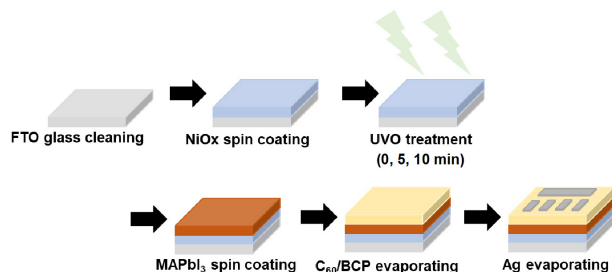 FTO glass cleaning
NiOx spin coating
UVO treatment
(0, 5, 10 min)
MAPbI₃ spin coating
C₆₀/BCP evaporating
Ag evaporating